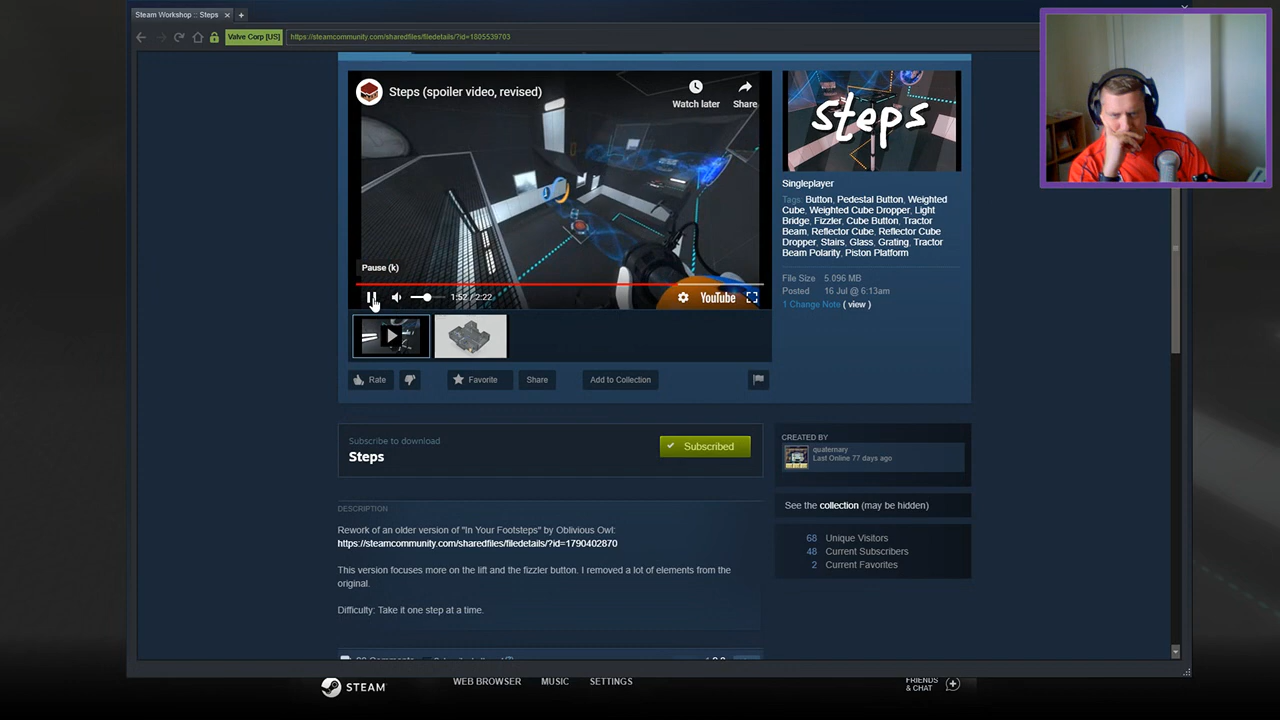 Steam Workshop :: Steps
Valve Corp [US]
https://steamcommunity.com/sharedfiles/filedetails/?id=1805539703
Steps (spoiler video, revised)
Watch later
Share
Pause (k)
1:52 / 2:22
YouTube
steps
Singleplayer
Tags: Button, Pedestal Button, Weighted
Cube, Weighted Cube Dropper, Light
Bridge, Fizzler, Cube Button, Tractor
Beam, Reflector Cube, Reflector Cube
Dropper, Stairs, Glass, Grating, Tractor
Beam Polarity, Piston Platform
File Size 5.096 MB
Posted 16 Jul @ 6:13am
1 Change Note ( view )
Rate
Favorite
Share
Add to Collection
Subscribe to download
Steps
Subscribed
CREATED BY
quaternary
Last Online 77 days ago
See the collection (may be hidden)
68 Unique Visitors
48 Current Subscribers
2 Current Favorites
DESCRIPTION
Rework of an older version of "In Your Footsteps" by Oblivious Owl:
https://steamcommunity.com/sharedfiles/filedetails/?id=1790402870
This version focuses more on the lift and the fizzler button. I removed a lot of elements from the
original.
Difficulty: Take it one step at a time.
STEAM
WEB BROWSER
MUSIC
SETTINGS
FRIENDS
& CHAT